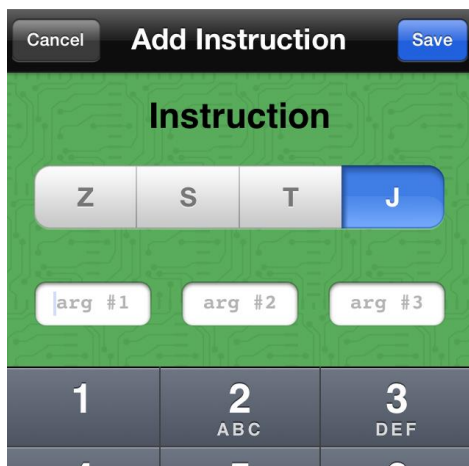 Cancel Add Instruction Save
Instruction
Z S T J
arg #1 arg #2 arg #3
1 2 3
ABC DEF